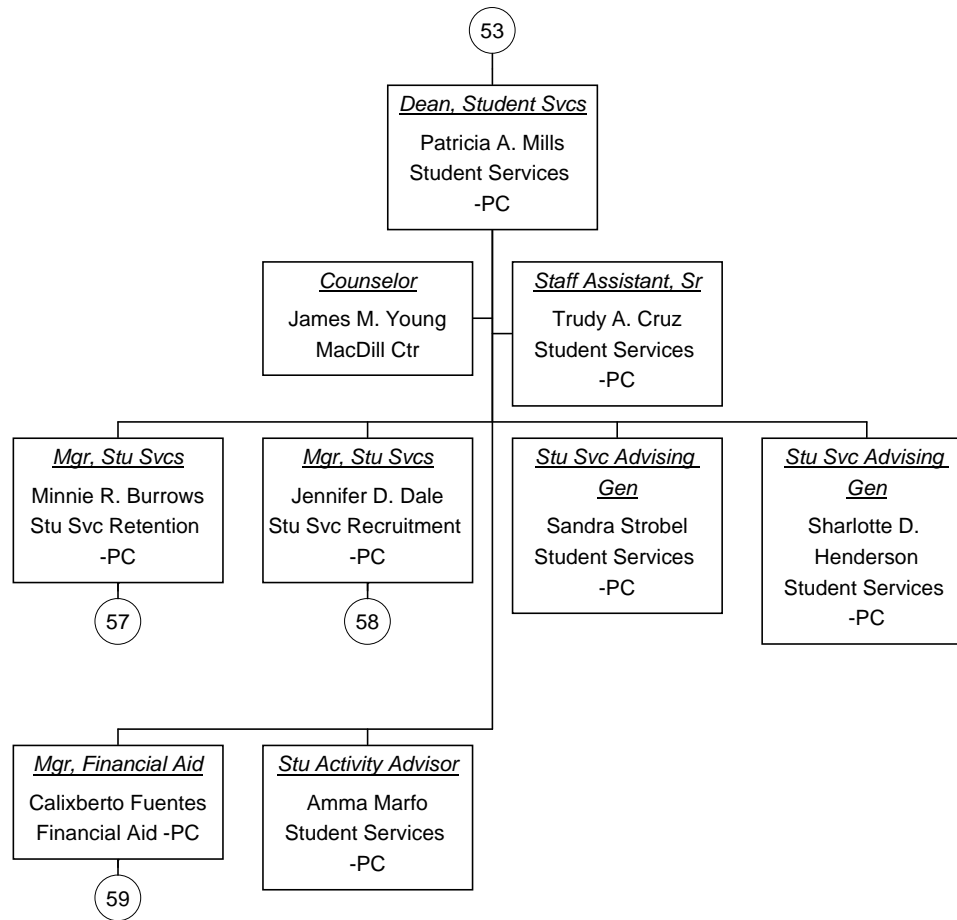 53
Dean, Student Svcs
Patricia A. Mills
Student Services
-PC
Counselor
James M. Young
MacDill Ctr
Staff Assistant, Sr
Trudy A. Cruz
Student Services
-PC
Mgr, Stu Svcs
Minnie R. Burrows
Stu Svc Retention
-PC
57
Mgr, Stu Svcs
Jennifer D. Dale
Stu Svc Recruitment
-PC
58
Stu Svc Advising
Gen
Sandra Strobel
Student Services
-PC
Stu Svc Advising
Gen
Sharlotte D.
Henderson
Student Services
-PC
Mgr, Financial Aid
Calixberto Fuentes
Financial Aid -PC
59
Stu Activity Advisor
Amma Marfo
Student Services
-PC